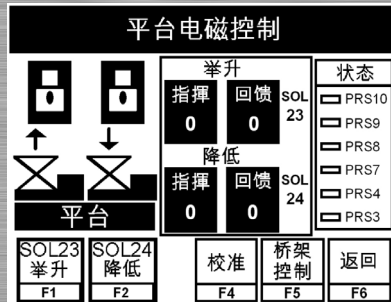 平台电磁控制
举升
指揮
0
回馈
0
SOL
23
降低
指揮
0
回馈
0
SOL
24
状态
PRS10
PRS9
PRS8
PRS7
PRS4
PRS3
平台
SOL23
举升
F1
SOL24
降低
F2
校准
F4
桥架
控制
F5
返回
F6